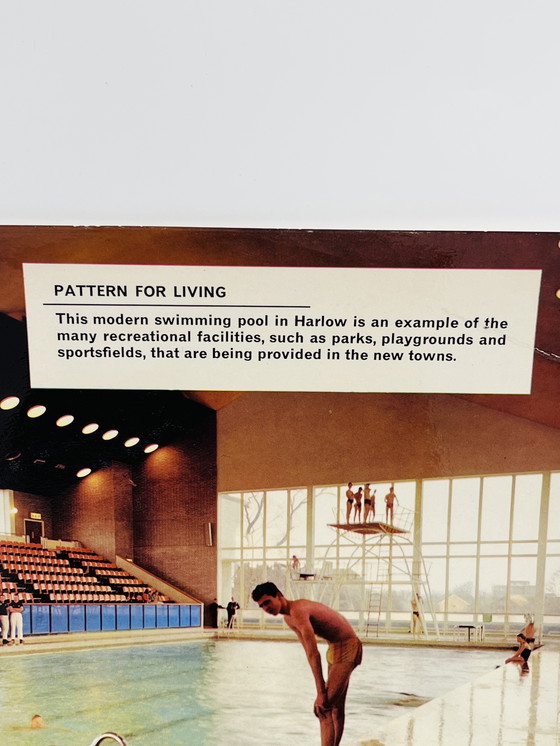 PATTERN FOR LIVING
This modern swimming pool in Harlow is an example of the
many recreational facilities, such as parks, playgrounds and
sportsfields, that are being provided in the new towns.